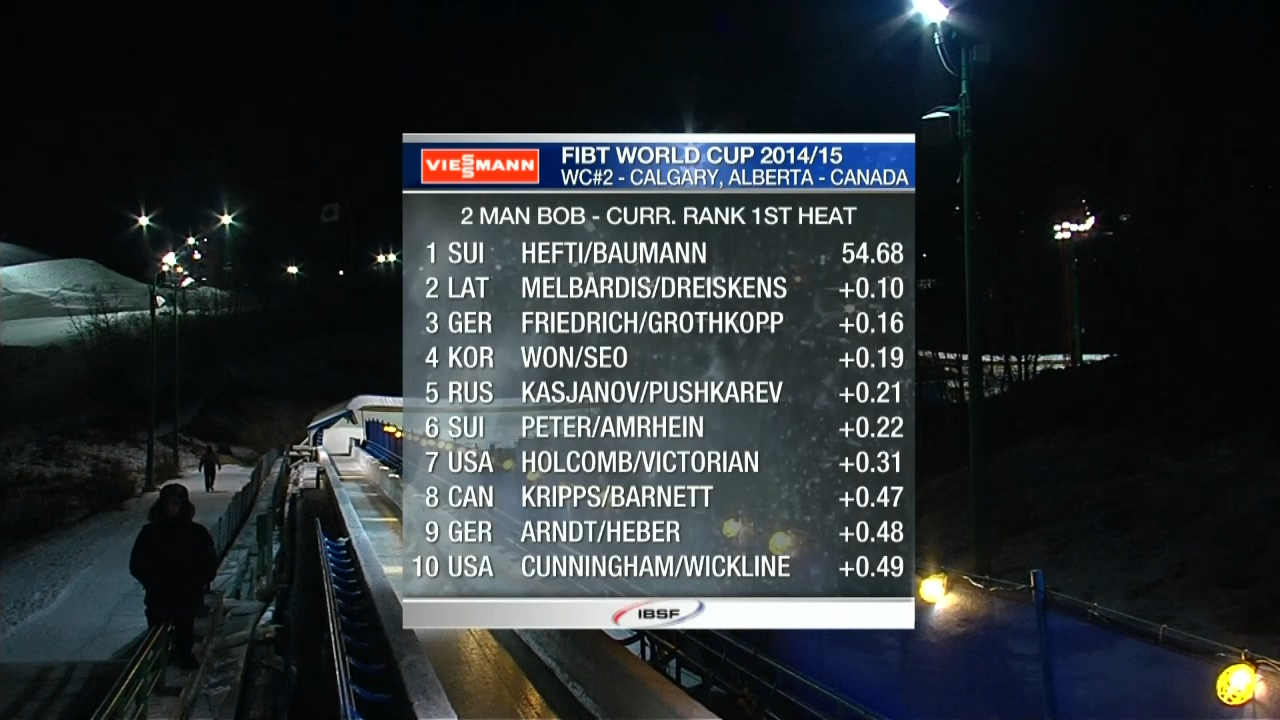 VIESSMANN
FIBT WORLD CUP 2014/15
WC#2 - CALGARY, ALBERTA - CANADA
2 MAN BOB - CURR. RANK 1ST HEAT
1 SUI HEFTI/BAUMANN 54.68
2 LAT MELBARDIS/DREISKENS +0.10
3 GER FRIEDRICH/GROTHKOPP +0.16
4 KOR WON/SEO +0.19
5 RUS KASJANOV/PUSHKAREV +0.21
6 SUI PETER/AMRHEIN +0.22
7 USA HOLCOMB/VICTORIAN +0.31
8 CAN KRIPPS/BARNETT +0.47
9 GER ARNDT/HEBER +0.48
10 USA CUNNINGHAM/WICKLINE +0.49
IBSF